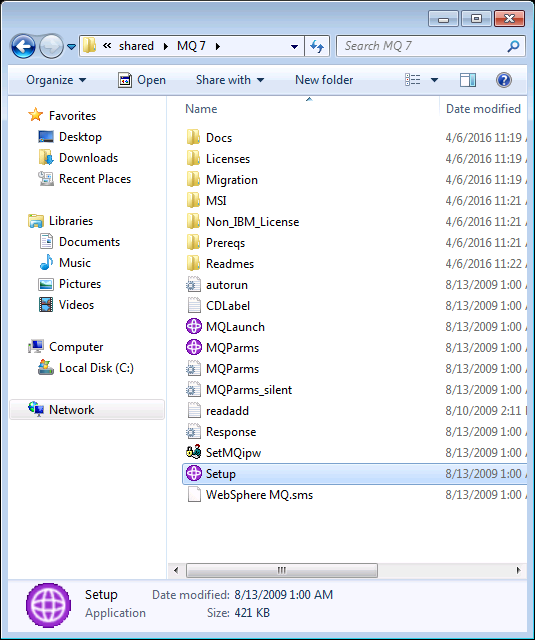 « shared ▸ MQ 7 ▸ Search MQ 7
Organize Open Share with New folder
Favorites
Desktop
Downloads
Recent Places
Libraries
Documents
Music
Pictures
Videos
Computer
Local Disk (C:)
Network
Name Date modified
Docs 4/6/2016 11:19
Licenses 4/6/2016 11:19
Migration 4/6/2016 11:19
MSI 4/6/2016 11:21
Non_IBM_License 4/6/2016 11:21
Prereqs 4/6/2016 11:21
Readmes 4/6/2016 11:22
autorun 8/13/2009 1:00
CDLabel 8/13/2009 1:00
MQLaunch 8/13/2009 1:00
MQParms 8/13/2009 1:00
MQParms 8/13/2009 1:00
MQParms_silent 8/13/2009 1:00
readadd 8/10/2009 2:11
Response 8/13/2009 1:00
SetMQipw 8/13/2009 1:00
Setup 8/13/2009 1:00
WebSphere MQ.sms 8/13/2009 1:00
Setup Date modified: 8/13/2009 1:00 AM
Application Size: 421 KB